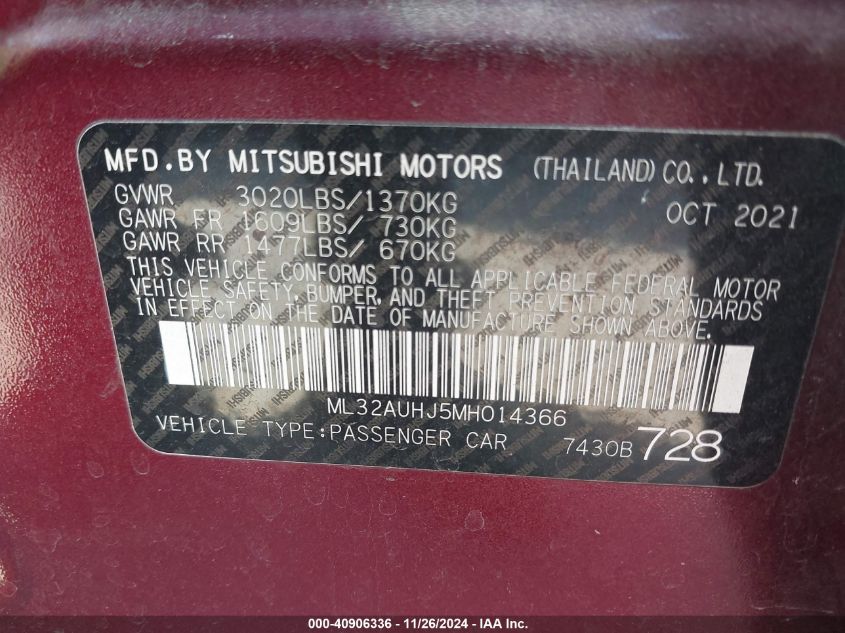 MFD.BY MITSUBISHI MOTORS (THAILAND) CO., LTD.
GVWR 3020LBS/1370KG OCT 2021
GAWR FR 1609LBS/ 730KG
GAWR RR 1477LBS/ 670KG
THIS VEHICLE CONFORMS TO ALL APPLICABLE FEDERAL MOTOR
VEHICLE SAFETY, BUMPER, AND THEFT PREVENTION STANDARDS
IN EFFECT ON THE DATE OF MANUFACTURE SHOWN ABOVE.
ML32AUHJ5MH014366
VEHICLE TYPE:PASSENGER CAR 7430B 728
000-40906336 - 11/26/2024 - IAA Inc.